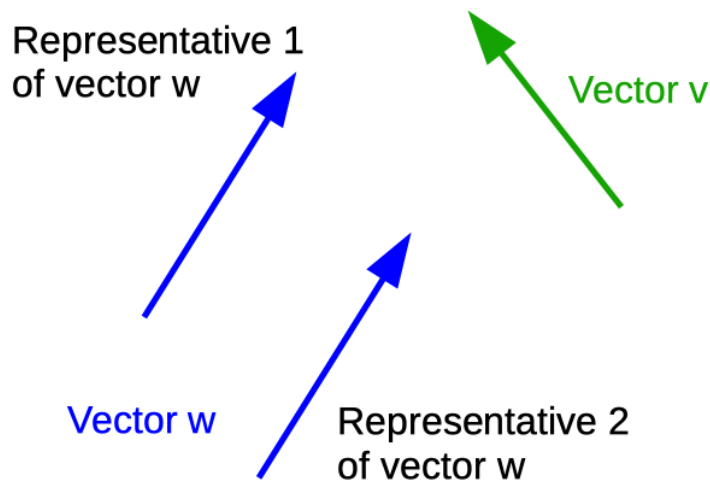 Representative 1
of vector w
Vector v
Vector w
Representative 2
of vector w